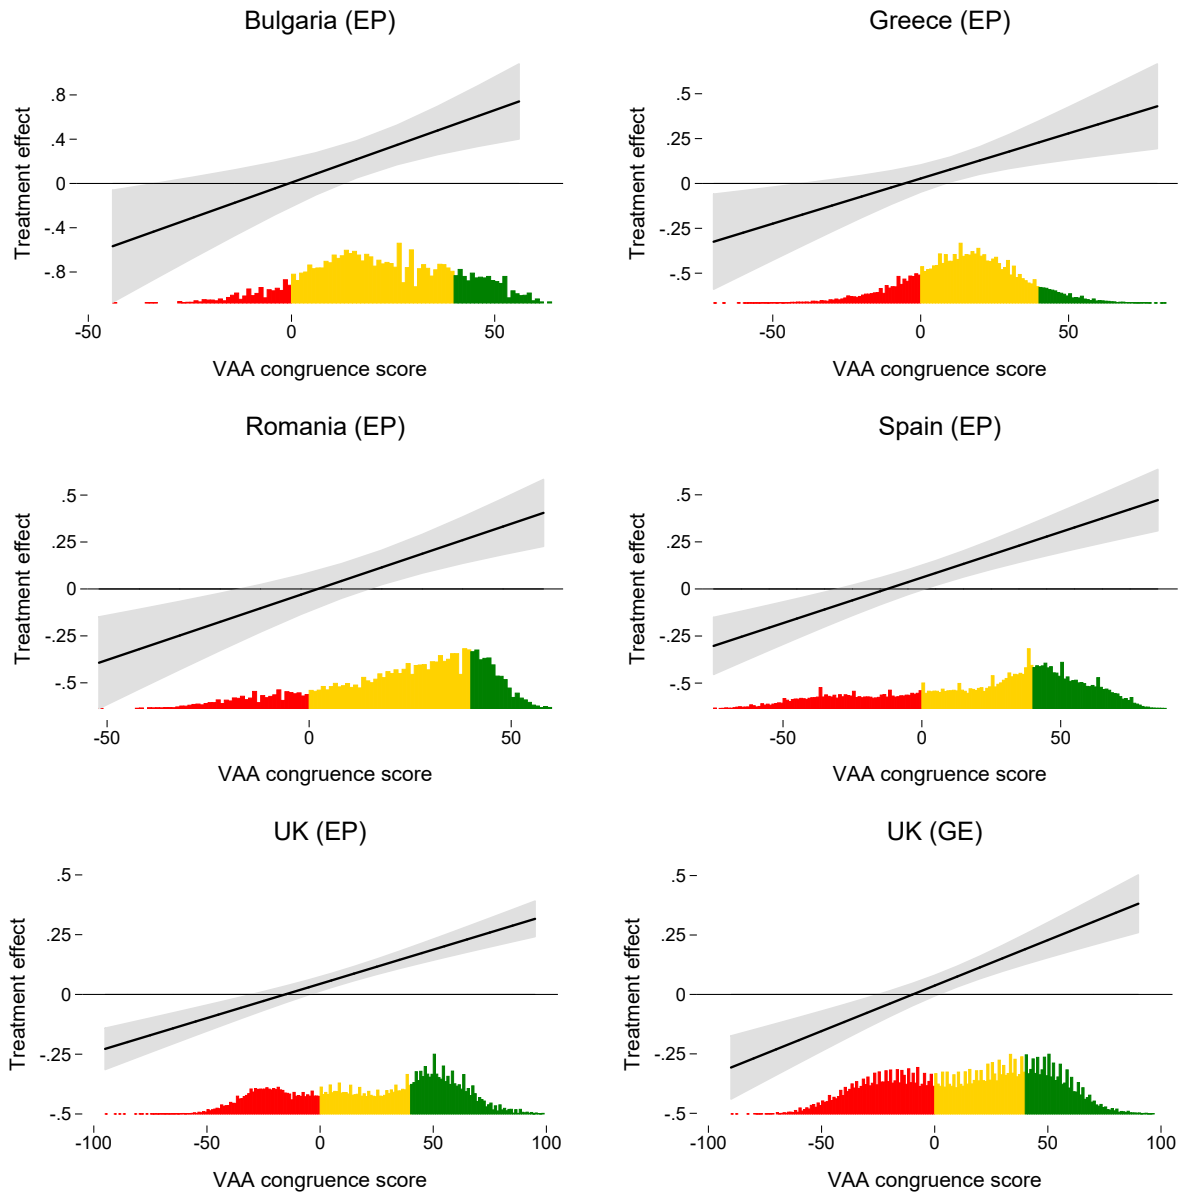 Bulgaria (EP)
Treatment effect
.8
.4
0
-.4
-.8
-50
0
50
VAA congruence score
Greece (EP)
Treatment effect
.5
.25
0
-.25
-.5
-50
0
50
VAA congruence score
Romania (EP)
Treatment effect
.5
.25
0
-.25
-.5
-50
0
50
VAA congruence score
Spain (EP)
Treatment effect
.5
.25
0
-.25
-.5
-50
0
50
VAA congruence score
UK (EP)
Treatment effect
.5
.25
0
-.25
-.5
-100
-50
0
50
100
VAA congruence score
UK (GE)
Treatment effect
.5
.25
0
-.25
-.5
-100
-50
0
50
100
VAA congruence score